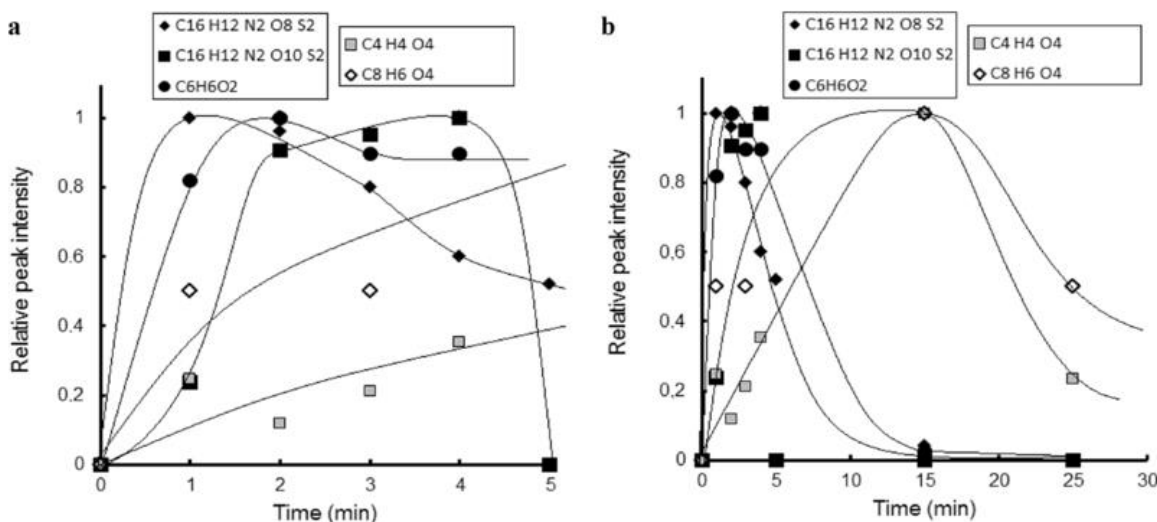 a
C16 H12 N2 O8 S2
C16 H12 N2 O10 S2
C6H6O2
C4 H4 O4
C8 H6 O4
Relative peak intensity
1
0.8
0.6
0.4
0.2
0
0
1
2
3
4
5
Time (min)
b
C16 H12 N2 O8 S2
C16 H12 N2 O10 S2
C6H6O2
C4 H4 O4
C8 H6 O4
Relative peak intensity
1
0,8
0,6
0,4
0,2
0
0
5
10
15
20
25
30
Time (min)